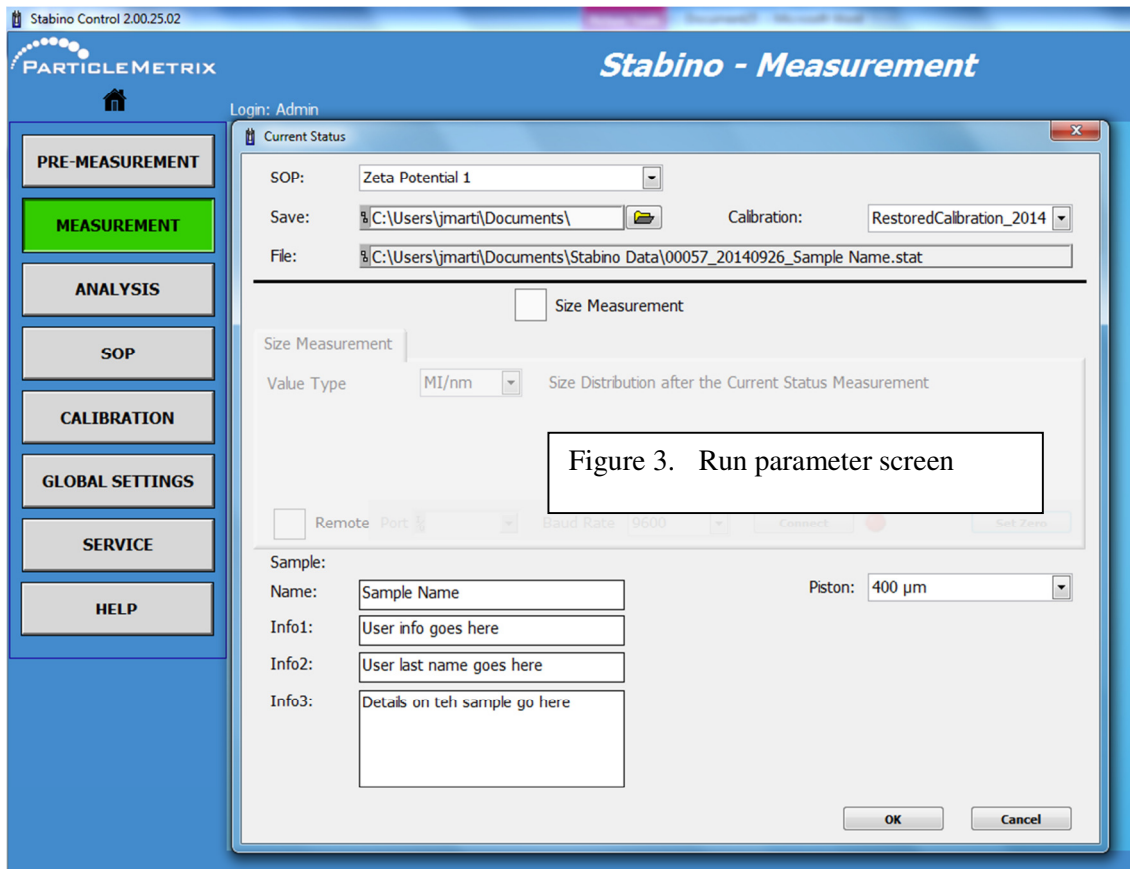 Stabino Control 2.00.25.02
PARTICLEMETRIX
Stabino - Measurement
Login: Admin
PRE-MEASUREMENT
MEASUREMENT
ANALYSIS
SOP
CALIBRATION
GLOBAL SETTINGS
SERVICE
HELP
Current Status
SOP: Zeta Potential 1
Save: C:\Users\jmarti\Documents\ Calibration: RestoredCalibration_2014
File: C:\Users\jmarti\Documents\Stabino Data\00057_20140926_Sample Name.stat
Size Measurement
Size Measurement
Value Type MI/nm Size Distribution after the Current Status Measurement
Figure 3. Run parameter screen
Remote Port Baud Rate 9600 Connect Set Zero
Sample:
Name: Sample Name Piston: 400 µm
Info1: User info goes here
Info2: User last name goes here
Info3: Details on teh sample go here
OK Cancel